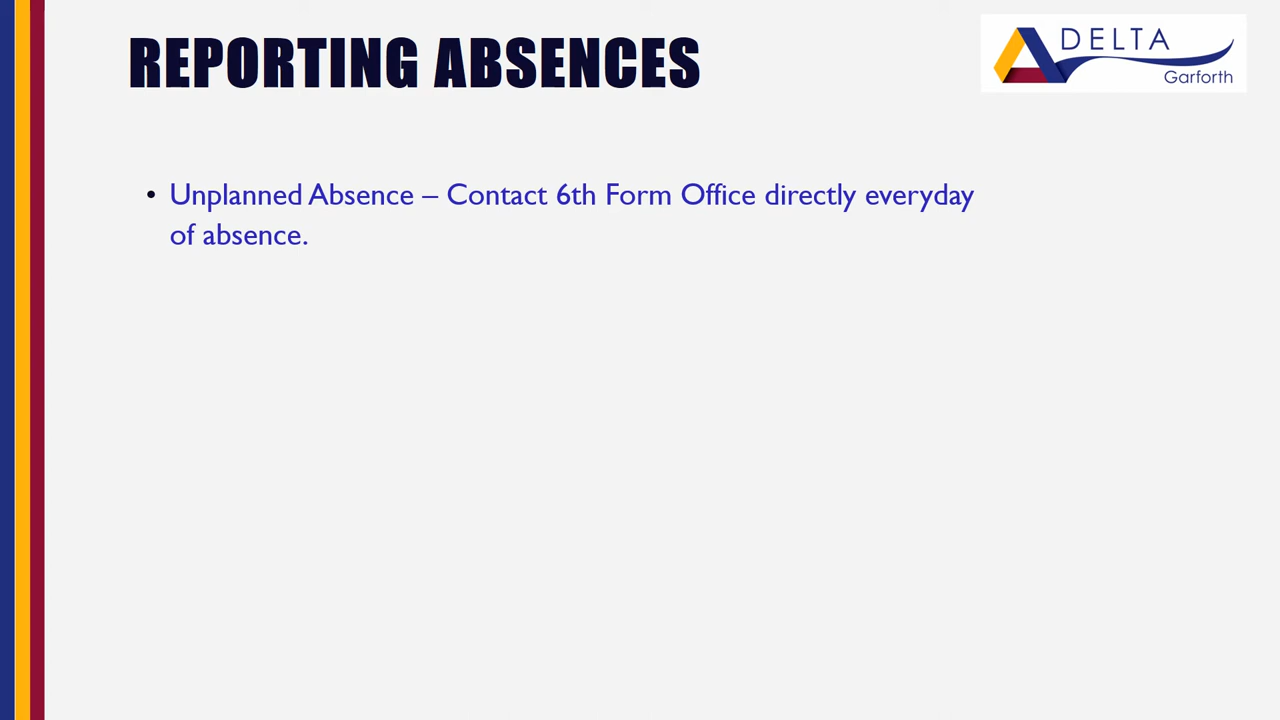 REPORTING ABSENCES
DELTA
Garforth
• Unplanned Absence – Contact 6th Form Office directly everyday
of absence.